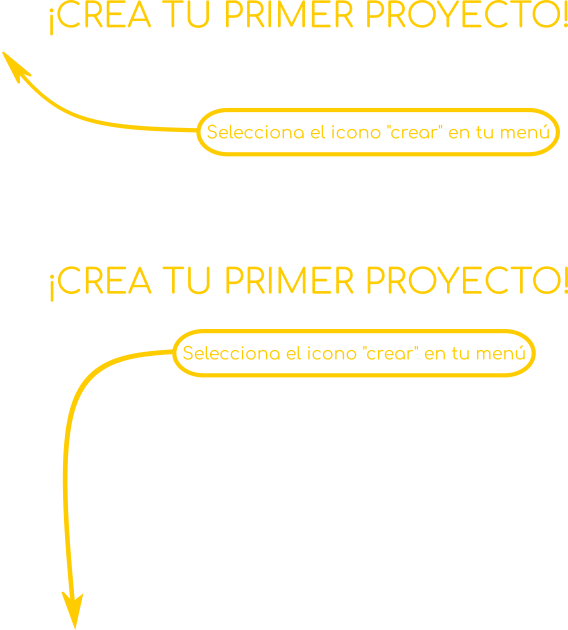 ¡CREA TU PRIMER PROYECTO!
Selecciona el icono "crear" en tu menú
¡CREA TU PRIMER PROYECTO!
Selecciona el icono "crear" en tu menú